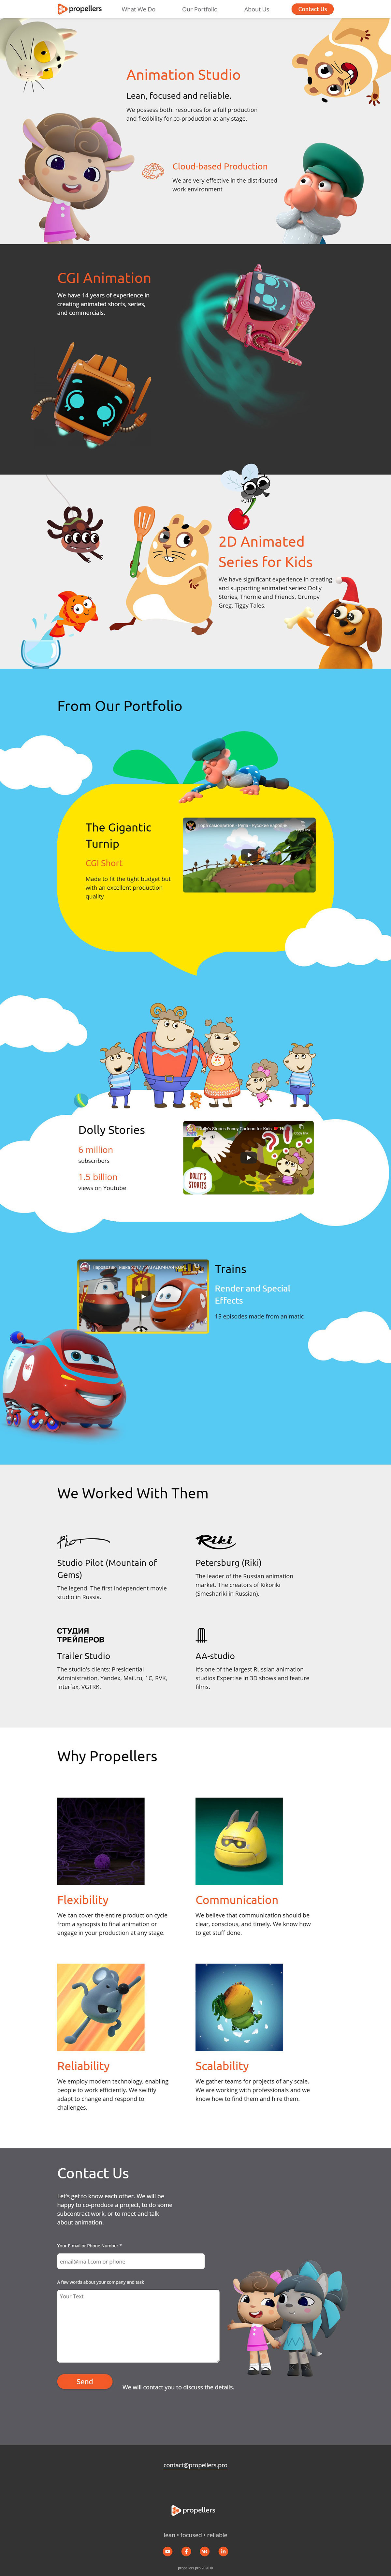 propellers
What We Do
Our Portfolio
About Us
Contact Us
Animation Studio
Lean, focused and reliable.
We possess both: resources for a full production
and flexibility for co-production at any stage.
Cloud-based Production
We are very effective in the distributed
work environment
CGI Animation
We have 14 years of experience in
creating animated shorts, series,
and commercials.
2D Animated
Series for Kids
We have significant experience in creating
and supporting animated series: Dolly
Stories, Thornie and Friends, Grumpy
Greg, Tiggy Tales.
From Our Portfolio
The Gigantic
Turnip
CGI Short
Made to fit the tight budget but
with an excellent production
quality
Dolly Stories
6 million
subscribers
1.5 billion
views on Youtube
Dolly's Stories Funny Cartoon for Kids
DOLLY'S
STORIES
Trains
Render and Special
Effects
15 episodes made from animatic
We Worked With Them
Studio Pilot (Mountain of
Gems)
The legend. The first independent movie
studio in Russia.
Riki
Petersburg (Riki)
The leader of the Russian animation
market. The creators of Kikoriki
(Smeshariki in Russian).
СТУДИЯ
ТРЕЙЛЕРОВ
Trailer Studio
The studio's clients: Presidential
Administration, Yandex, Mail.ru, 1C, RVK,
Interfax, VGTRK.
AA-studio
It's one of the largest Russian animation
studios Expertise in 3D shows and feature
films.
Why Propellers
Flexibility
We can cover the entire production cycle
from a synopsis to final animation or
engage in your production at any stage.
Communication
We believe that communication should be
clear, conscious, and timely. We know how
to get stuff done.
Reliability
We employ modern technology, enabling
people to work efficiently. We swiftly
adapt to change and respond to
challenges.
Scalability
We gather teams for projects of any scale.
We are working with professionals and we
know how to find them and hire them.
Contact Us
Let's get to know each other. We will be
happy to co-produce a project, to do some
subcontract work, or to meet and talk
about animation.
Your E-mail or Phone Number *
email@mail.com or phone
A few words about your company and task
Your Text
Send
We will contact you to discuss the details.
contact@propellers.pro
propellers
lean • focused • reliable
propellers.pro 2020 ©